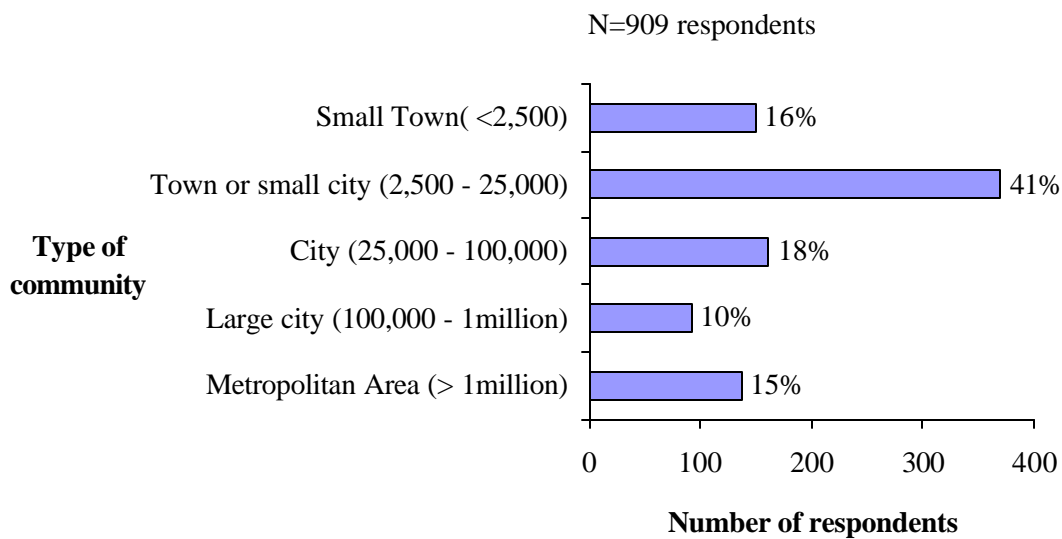 N=909 respondents
Small Town( <2,500)
16%
Town or small city (2,500 - 25,000)
41%
Type of
community
City (25,000 - 100,000)
18%
Large city (100,000 - 1million)
10%
Metropolitan Area (> 1million)
15%
0 100 200 300 400
Number of respondents